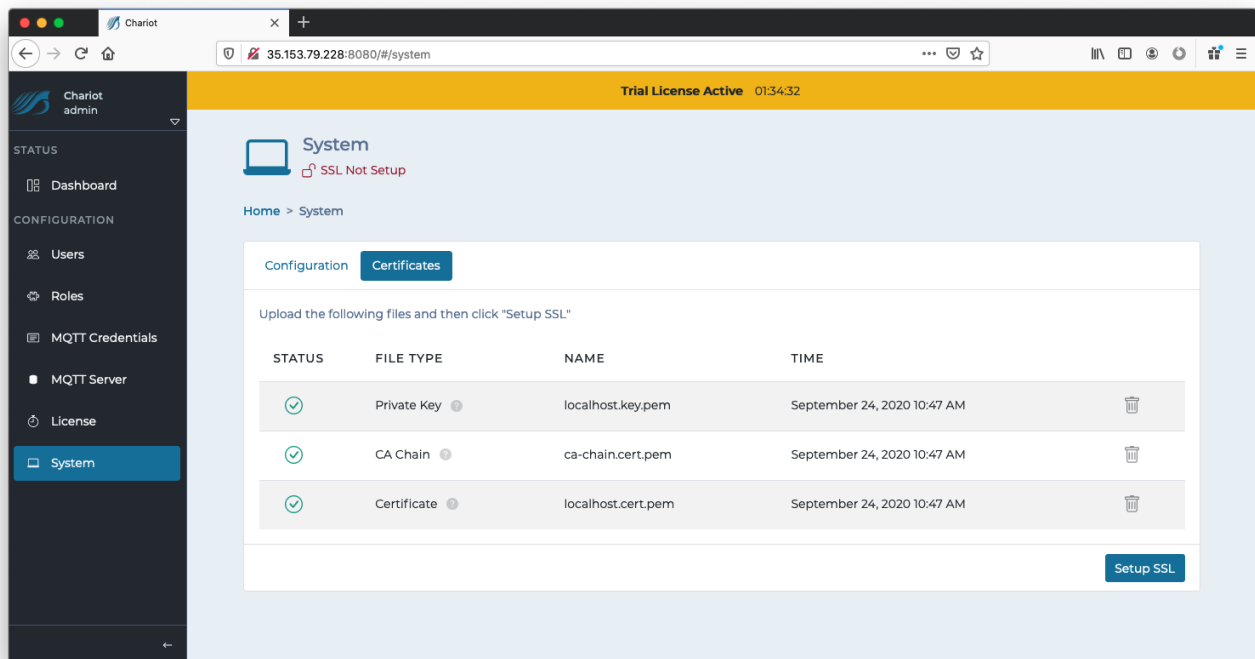 Chariot
35.153.79.228:8080/#/system
Chariot
admin
Trial License Active 01:34:32
STATUS
Dashboard
CONFIGURATION
Users
Roles
MQTT Credentials
MQTT Server
License
System
System
SSL Not Setup
Home > System
Configuration Certificates
Upload the following files and then click "Setup SSL"
STATUS FILE TYPE NAME TIME
Private Key ? localhost.key.pem September 24, 2020 10:47 AM
CA Chain ? ca-chain.cert.pem September 24, 2020 10:47 AM
Certificate ? localhost.cert.pem September 24, 2020 10:47 AM
Setup SSL